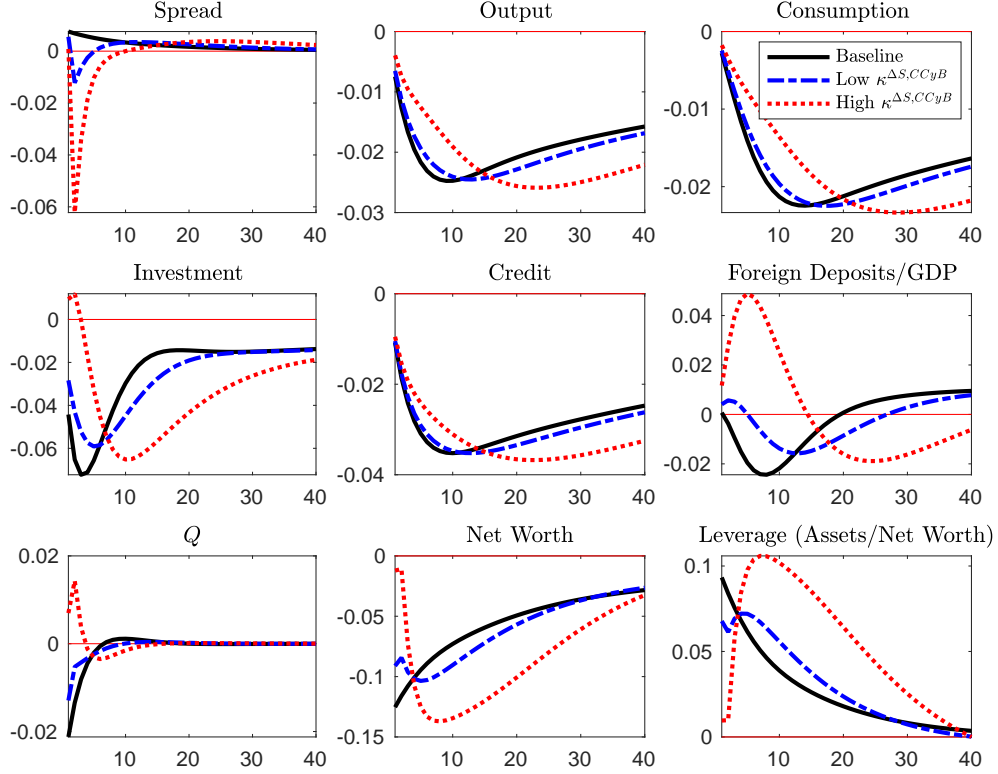 Spread
0
-0.02
-0.04
-0.06
10 20 30 40
Output
0
-0.01
-0.02
-0.03
10 20 30 40
Consumption
0
-0.01
-0.02
10 20 30 40
Baseline
Low κ^{ΔS,CCyB}
High κ^{ΔS,CCyB}
Investment
0
-0.02
-0.04
-0.06
10 20 30 40
Credit
0
-0.02
-0.04
10 20 30 40
Foreign Deposits/GDP
0.04
0.02
0
-0.02
10 20 30 40
Q
0.02
0
-0.02
10 20 30 40
Net Worth
0
-0.05
-0.1
-0.15
10 20 30 40
Leverage (Assets/Net Worth)
0.1
0.05
0
10 20 30 40